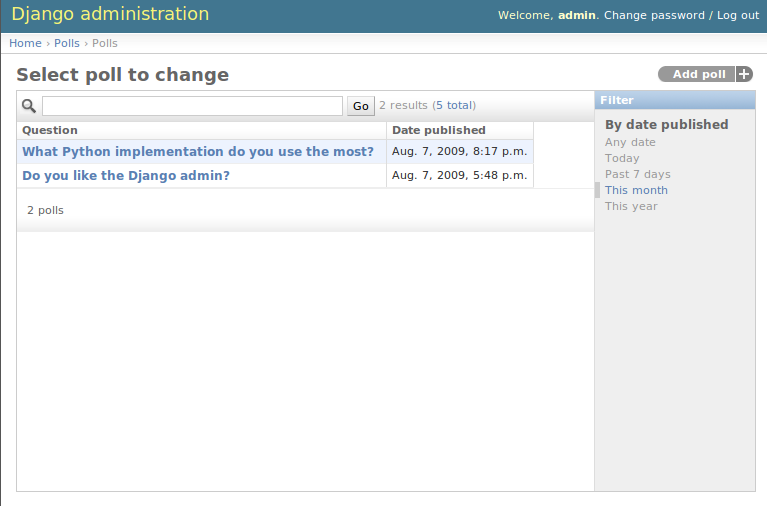 Django administration
Welcome, admin. Change password / Log out
Home › Polls › Polls
Select poll to change
Add poll +
Go 2 results (5 total)
Question Date published
What Python implementation do you use the most? Aug. 7, 2009, 8:17 p.m.
Do you like the Django admin? Aug. 7, 2009, 5:48 p.m.
2 polls
Filter
By date published
Any date
Today
Past 7 days
This month
This year